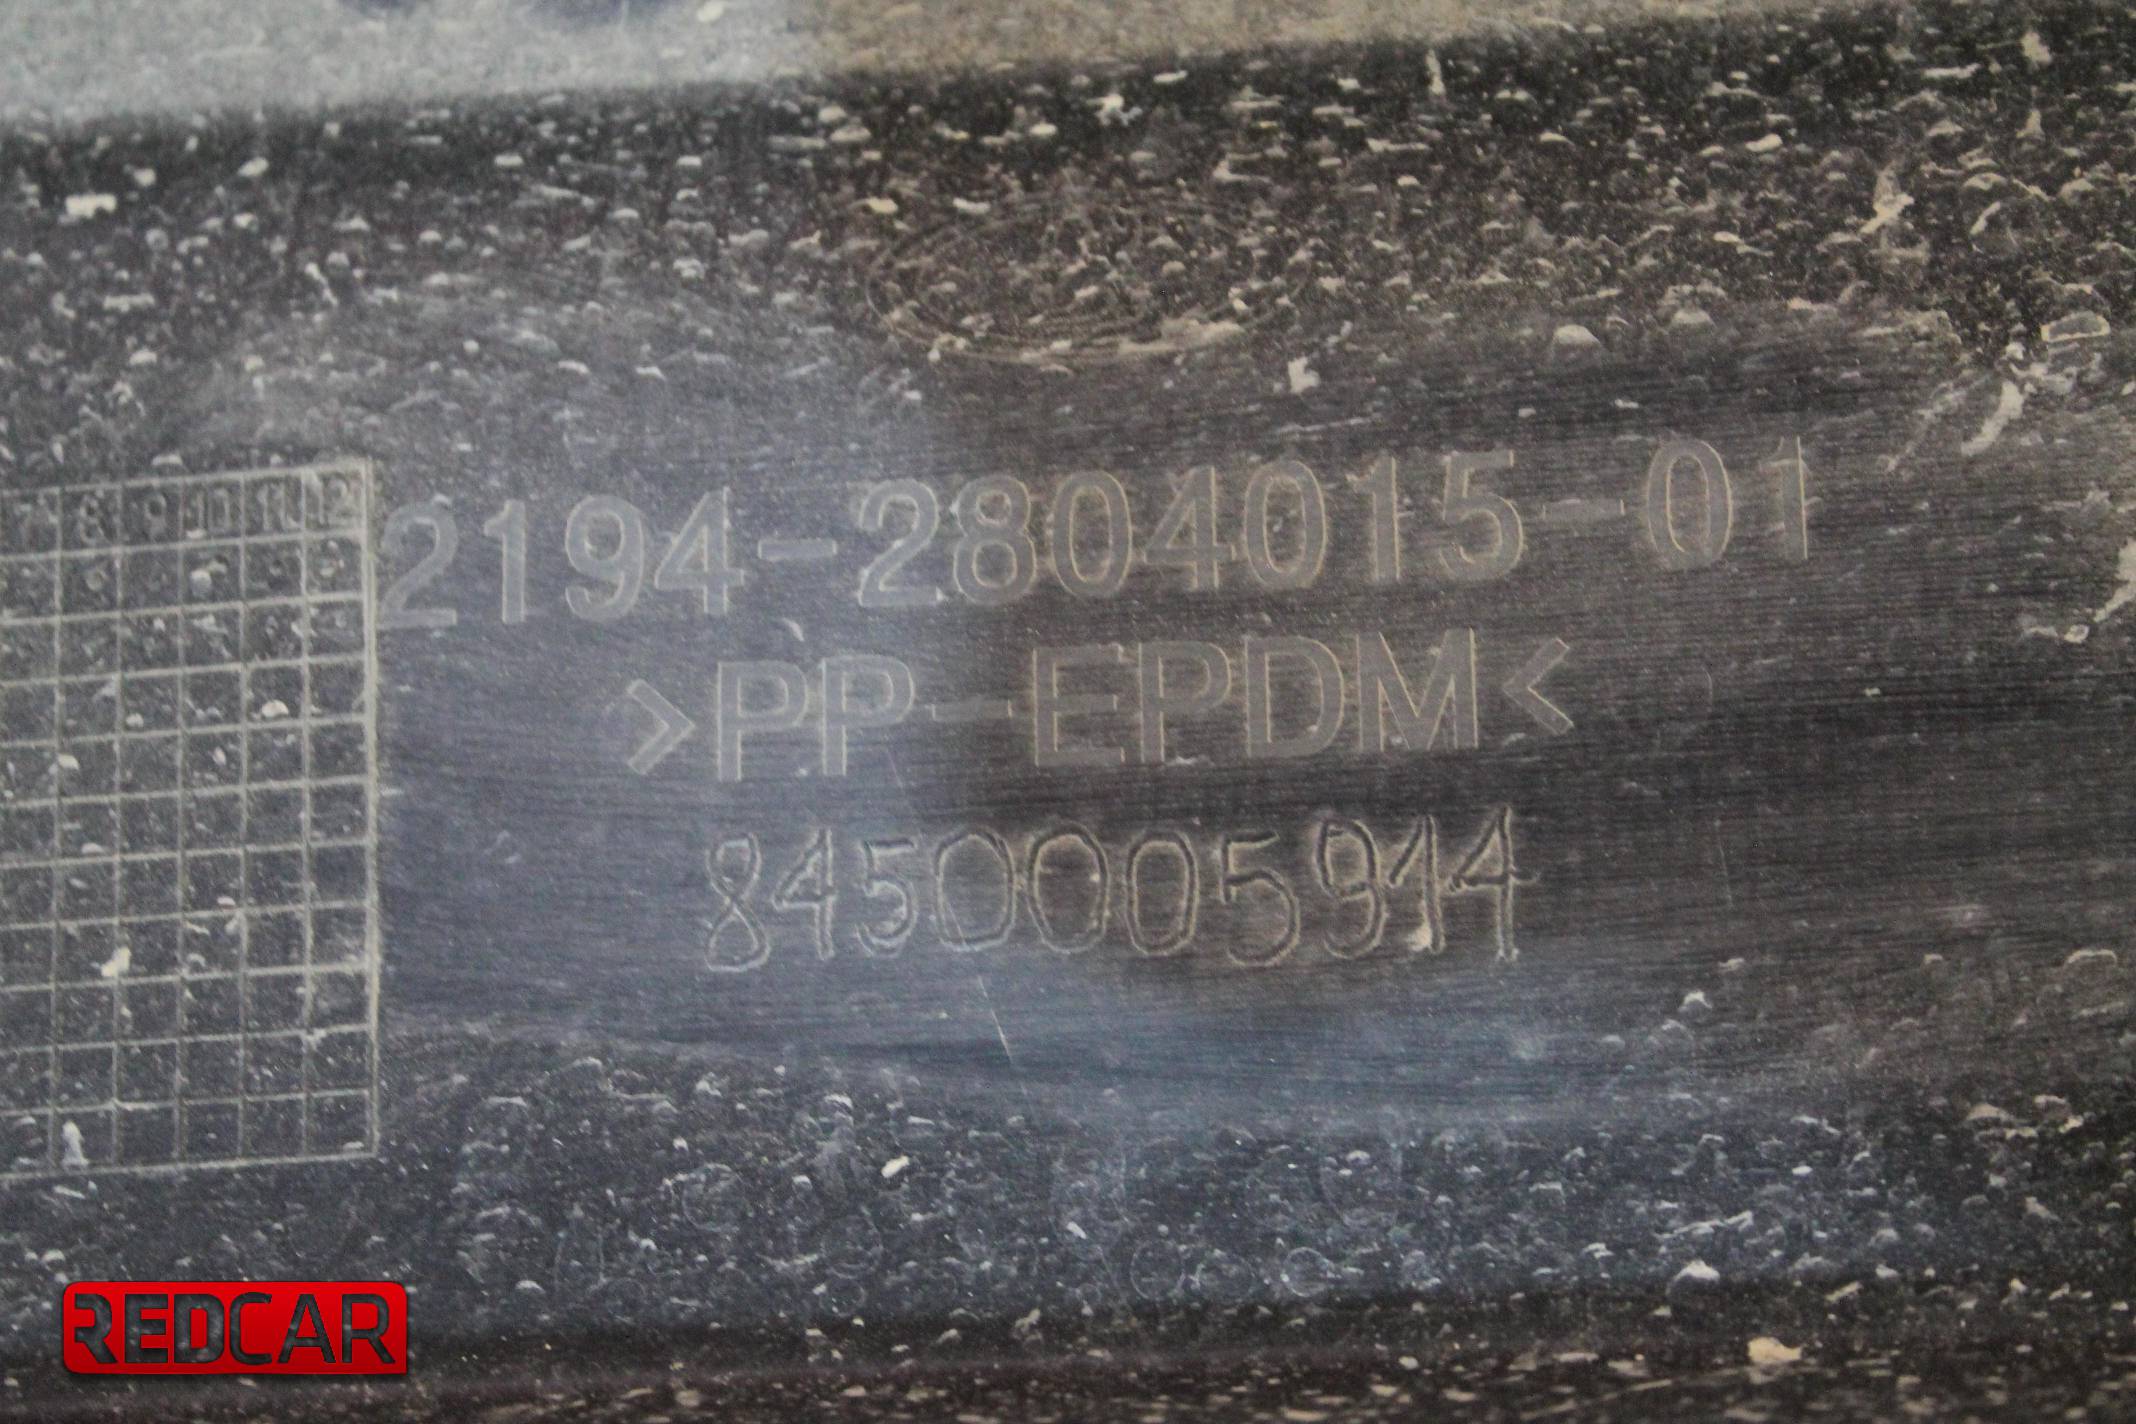 7 8 9 10 11 12
2194-2804015-01
>PP-EPDM<
8450005914
REDCAR